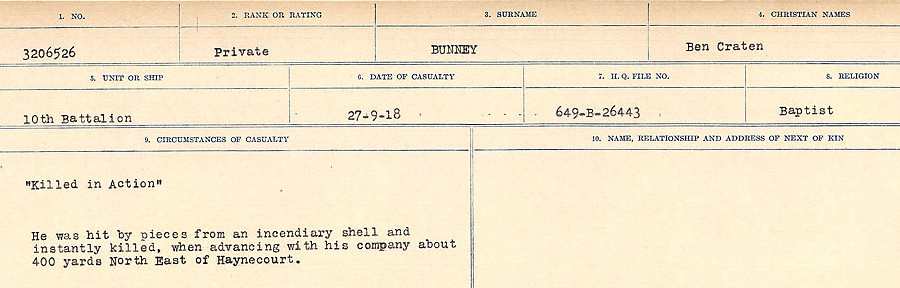 1. NO. 2. RANK OR RATING 3. SURNAME 4. CHRISTIAN NAMES
3206526 Private BUNNEY Ben Craten
5. UNIT OR SHIP 6. DATE OF CASUALTY 7. H. Q. FILE NO. 8. RELIGION
10th Battalion 27-9-18 649-B-26443 Baptist
9. CIRCUMSTANCES OF CASUALTY 10. NAME, RELATIONSHIP AND ADDRESS OF NEXT OF KIN
"Killed in Action"
He was hit by pieces from an incendiary shell and
instantly killed, when advancing with his company about
400 yards North East of Haynecourt.